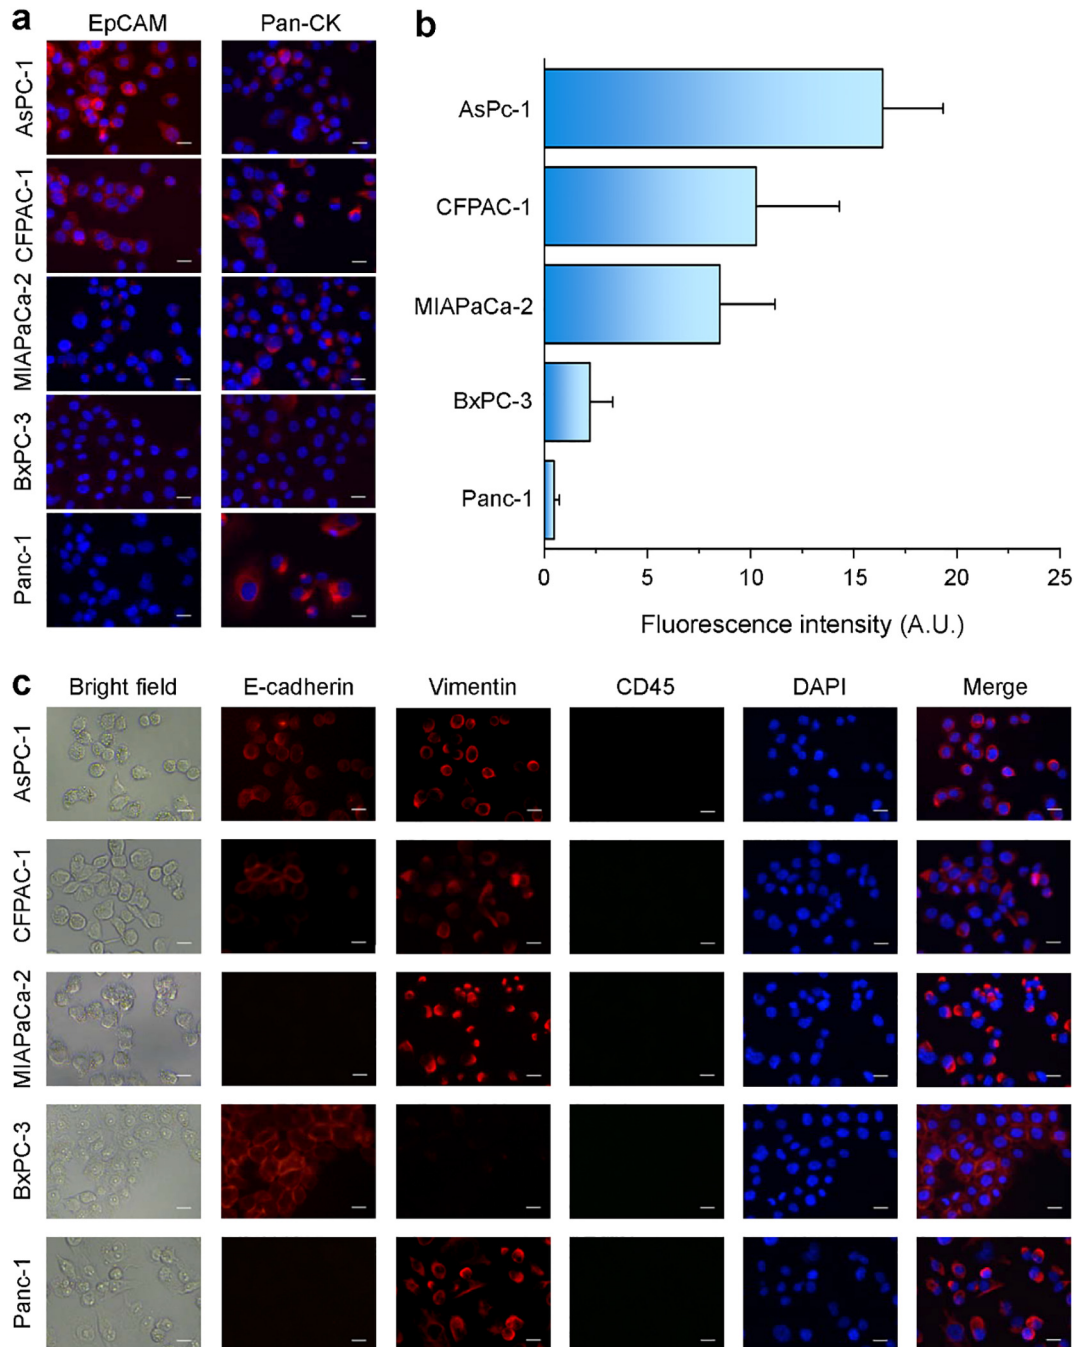 a
EpCAM Pan-CK
AsPC-1
CFPAC-1
MIAPaCa-2
BxPC-3
Panc-1
b
AsPc-1
CFPAC-1
MIAPaCa-2
BxPC-3
Panc-1
0 5 10 15 20 25
Fluorescence intensity (A.U.)
c
Bright field E-cadherin Vimentin CD45 DAPI Merge
AsPC-1
CFPAC-1
MIAPaCa-2
BxPC-3
Panc-1